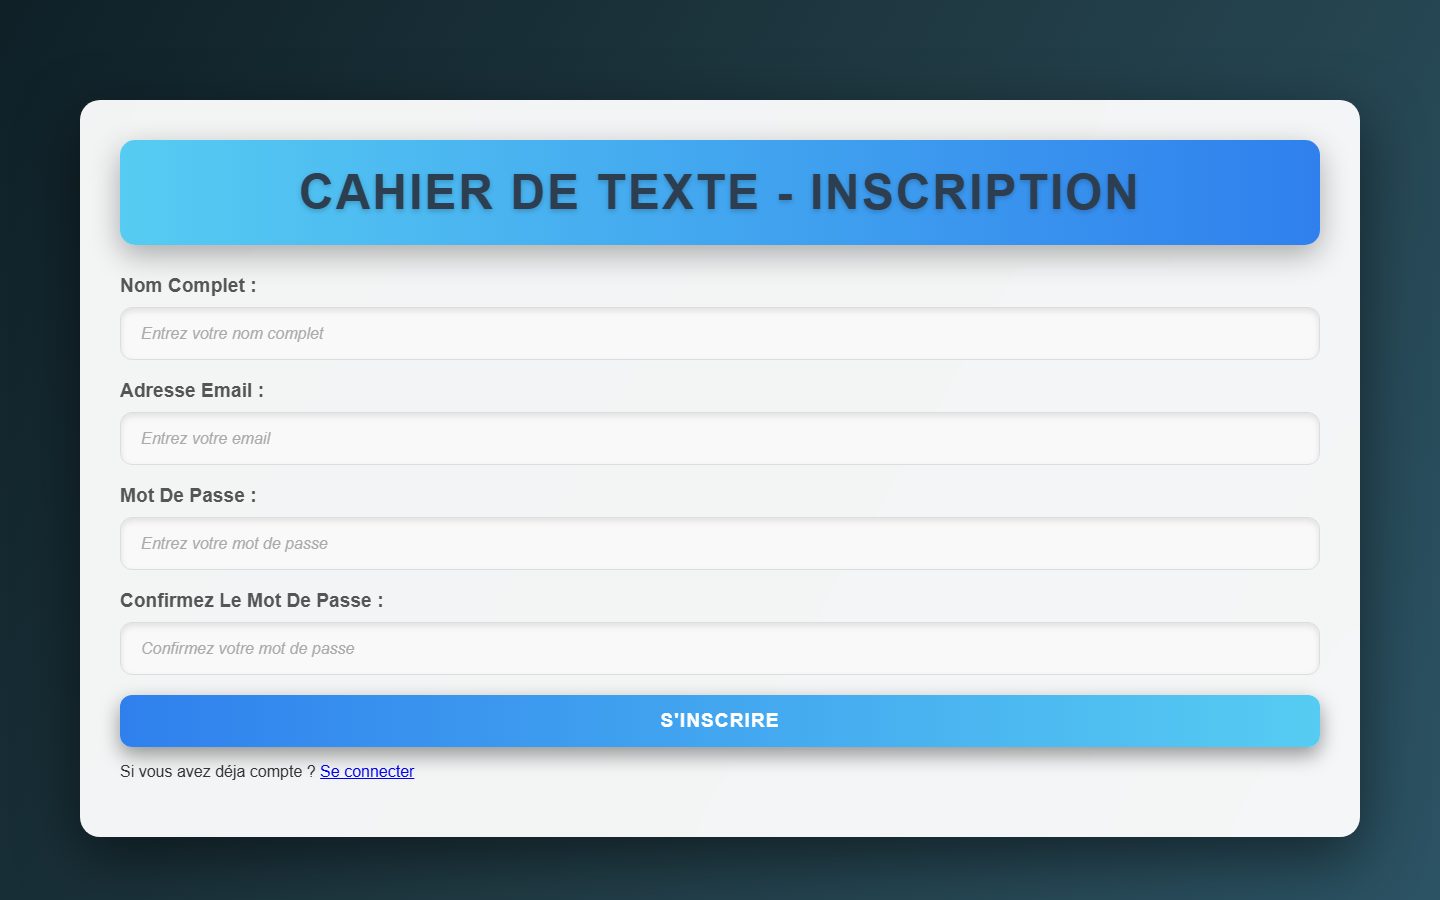 CAHIER DE TEXTE - INSCRIPTION
Nom Complet :
Entrez votre nom complet
Adresse Email :
Entrez votre email
Mot De Passe :
Entrez votre mot de passe
Confirmez Le Mot De Passe :
Confirmez votre mot de passe
S'INSCRIRE
Si vous avez déja compte ? Se connecter